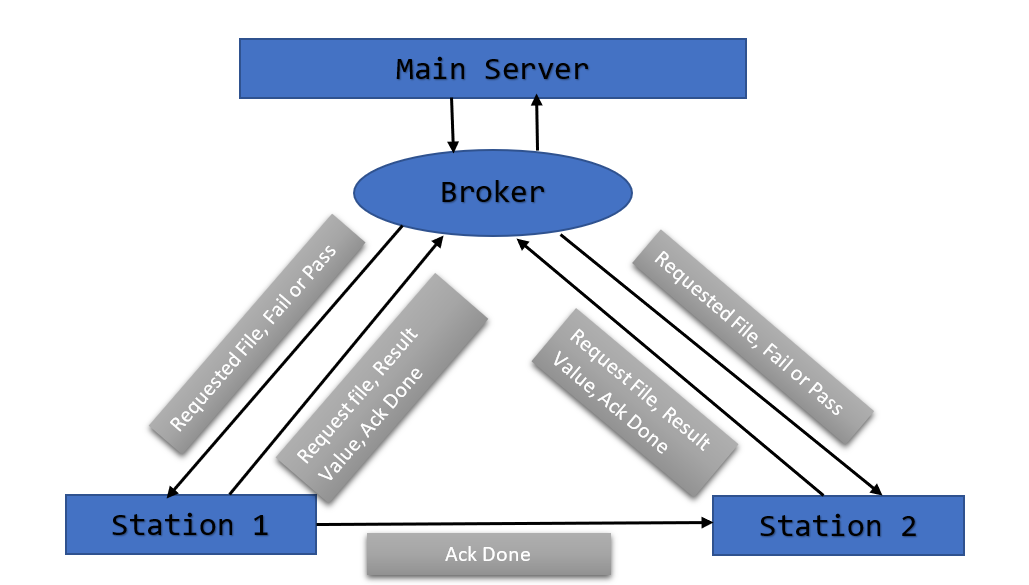 Main Server
Broker
Requested File, Fail or Pass
Request file, Result
Value, Ack Done
Request File, Result
Value, Ack Done
Requested File, Fail or Pass
Station 1
Station 2
Ack Done